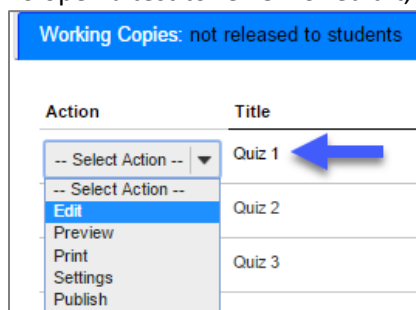 Working Copies: not released to students
Action Title
-- Select Action -- Quiz 1
-- Select Action --
Edit Quiz 2
Preview
Print Quiz 3
Settings
Publish